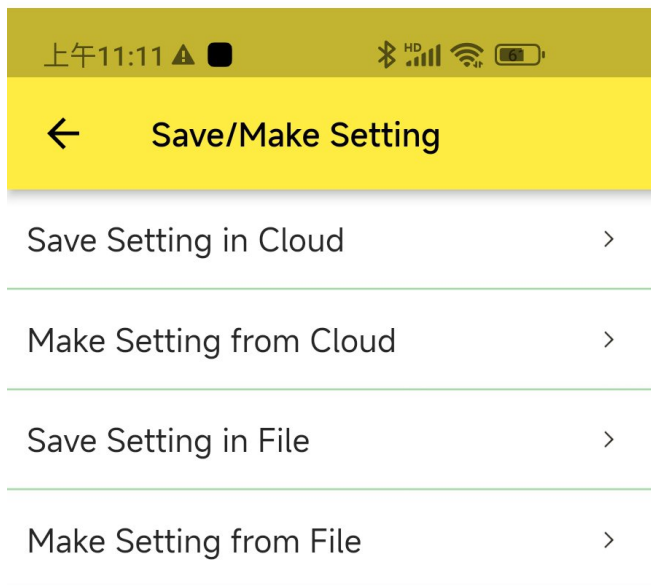 上午11:11
HD
Save/Make Setting
Save Setting in Cloud
Make Setting from Cloud
Save Setting in File
Make Setting from File